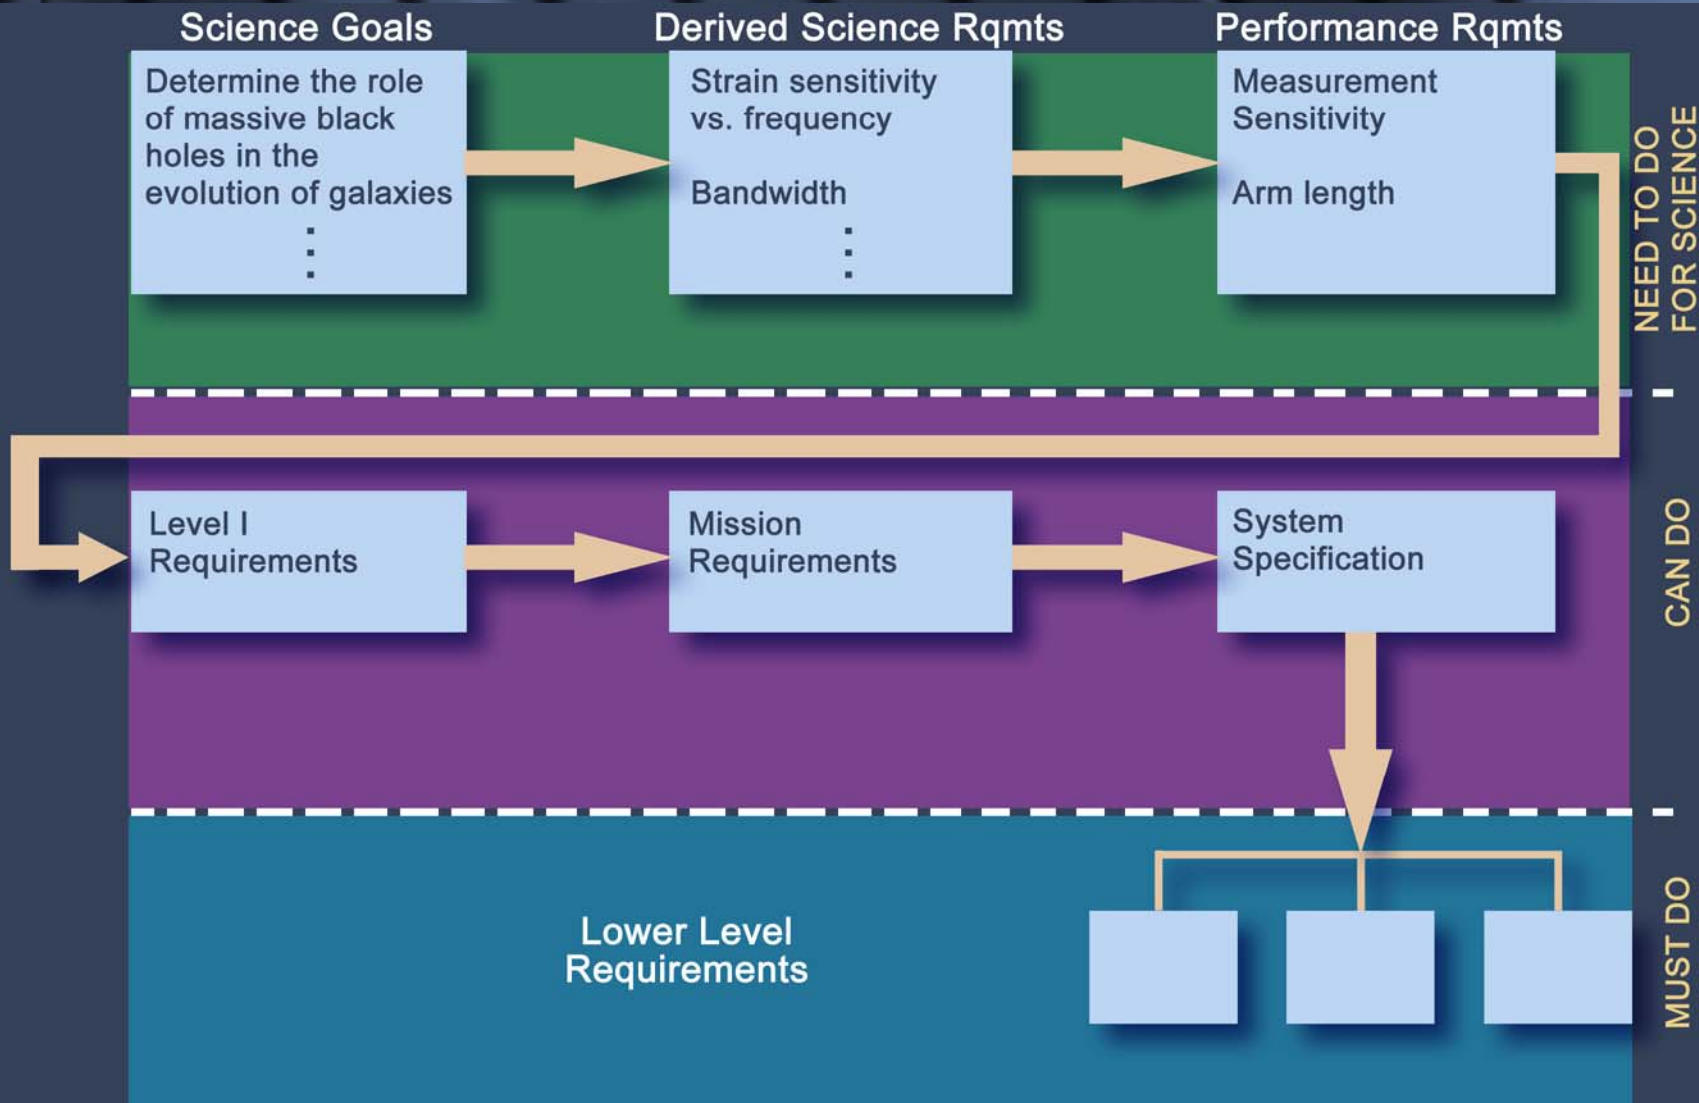 Science Goals
Derived Science Rqmts
Performance Rqmts
Determine the role
of massive black
holes in the
evolution of galaxies
Strain sensitivity
vs. frequency
Bandwidth
Measurement
Sensitivity
Arm length
NEED TO DO
FOR SCIENCE
Level I
Requirements
Mission
Requirements
System
Specification
CAN DO
Lower Level
Requirements
MUST DO